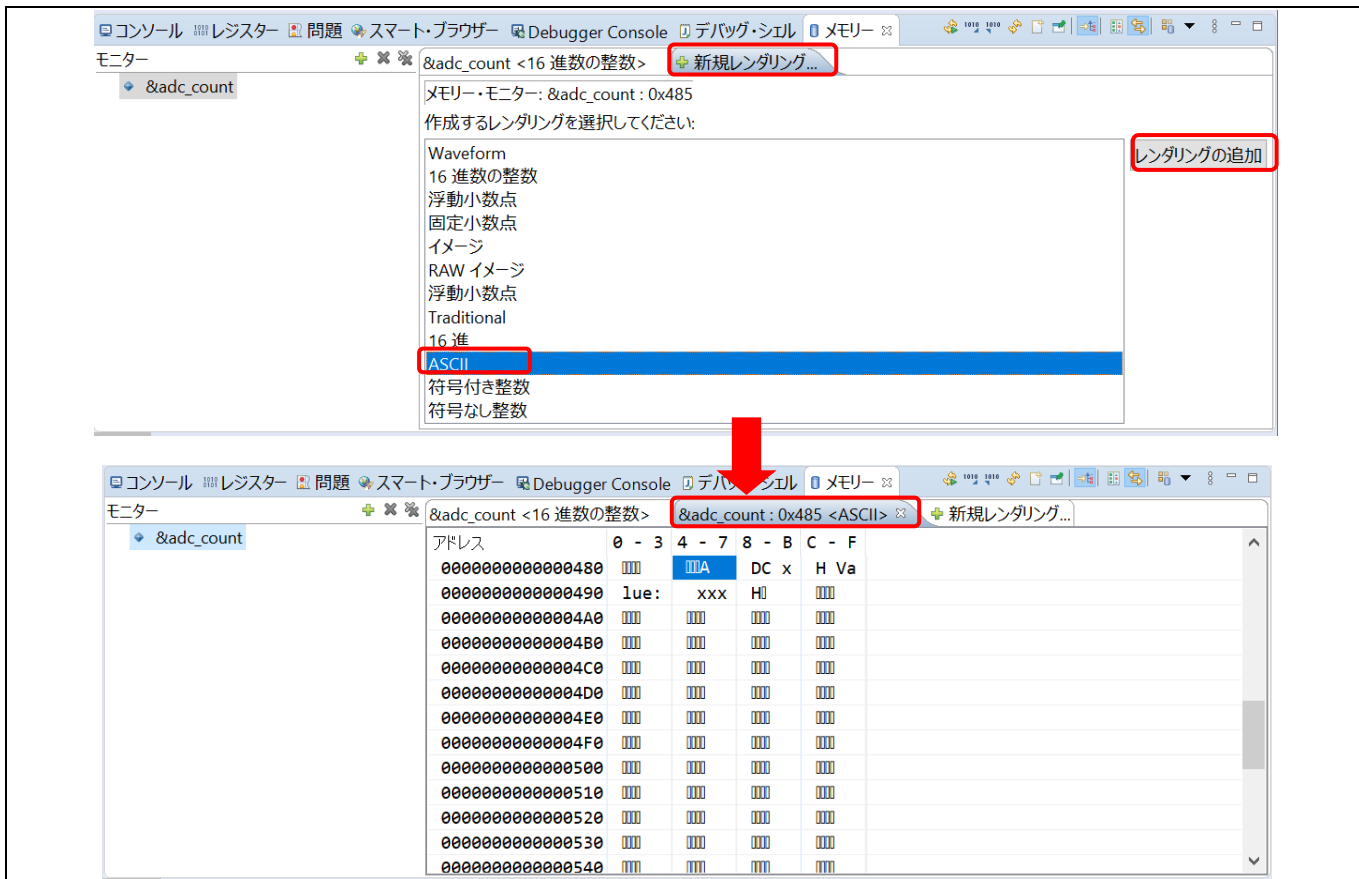 コンソール レジスター 問題 スマート・ブラウザー Debugger Console デバッグ・シェル メモリー
モニター
&adc_count
&adc_count <16 進数の整数> 新規レンダリング...
メモリー・モニター: &adc_count : 0x485
作成するレンダリングを選択してください:
Waveform
16 進数の整数
浮動小数点
固定小数点
イメージ
RAW イメージ
浮動小数点
Traditional
16 進
ASCII
符号付き整数
符号なし整数
レンダリングの追加
コンソール レジスター 問題 スマート・ブラウザー Debugger Console デバッグ・シェル メモリー
モニター
&adc_count
&adc_count <16 進数の整数> &adc_count : 0x485 <ASCII> 新規レンダリング...
アドレス 0 - 3 4 - 7 8 - B C - F
0000000000000480 ▯▯▯▯ ▯▯▯A DC x H Va
0000000000000490 lue: xxx H▯ ▯▯▯▯
00000000000004A0 ▯▯▯▯ ▯▯▯▯ ▯▯▯▯ ▯▯▯▯
00000000000004B0 ▯▯▯▯ ▯▯▯▯ ▯▯▯▯ ▯▯▯▯
00000000000004C0 ▯▯▯▯ ▯▯▯▯ ▯▯▯▯ ▯▯▯▯
00000000000004D0 ▯▯▯▯ ▯▯▯▯ ▯▯▯▯ ▯▯▯▯
00000000000004E0 ▯▯▯▯ ▯▯▯▯ ▯▯▯▯ ▯▯▯▯
00000000000004F0 ▯▯▯▯ ▯▯▯▯ ▯▯▯▯ ▯▯▯▯
0000000000000500 ▯▯▯▯ ▯▯▯▯ ▯▯▯▯ ▯▯▯▯
0000000000000510 ▯▯▯▯ ▯▯▯▯ ▯▯▯▯ ▯▯▯▯
0000000000000520 ▯▯▯▯ ▯▯▯▯ ▯▯▯▯ ▯▯▯▯
0000000000000530 ▯▯▯▯ ▯▯▯▯ ▯▯▯▯ ▯▯▯▯
0000000000000540 ▯▯▯▯ ▯▯▯▯ ▯▯▯▯ ▯▯▯▯